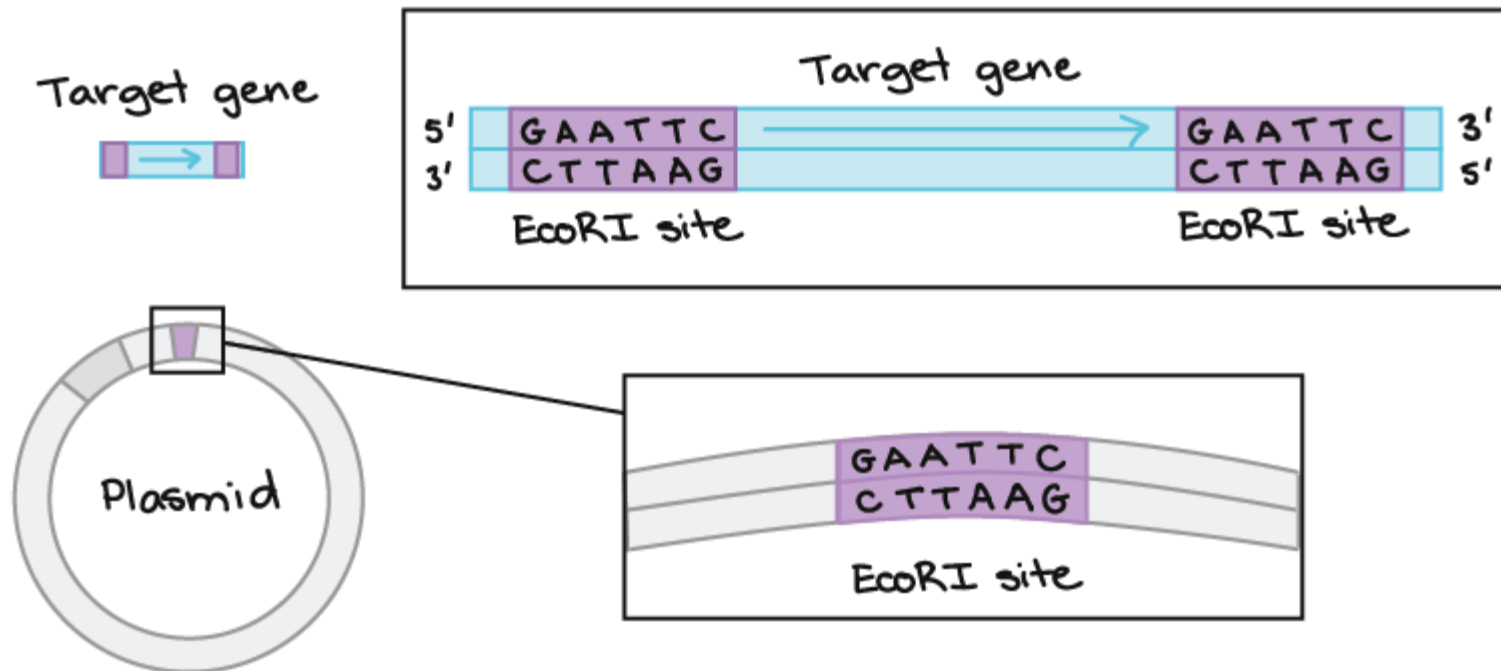 Target gene
Target gene
5' GAATTC GAATTC 3'
3' CTTAAG CTTAAG 5'
EcoRI site EcoRI site
Plasmid
GAATTC
CTTAAG
EcoRI site